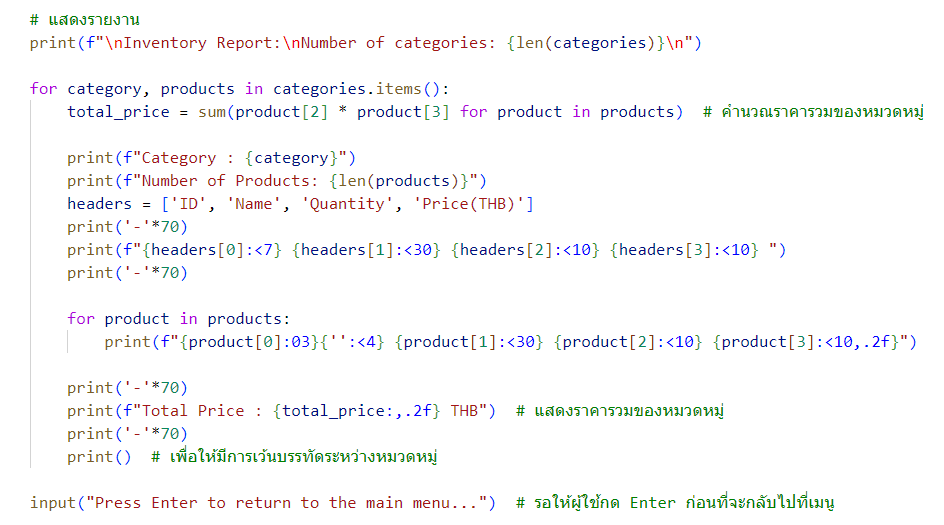 # แสดงรายงาน
print(f"\nInventory Report:\nNumber of categories: {len(categories)}\n")
for category, products in categories.items():
total_price = sum(product[2] * product[3] for product in products)  # คำนวณราคารวมของหมวดหมู่
print(f"Category : {category}")
print(f"Number of Products: {len(products)}")
headers = ['ID', 'Name', 'Quantity', 'Price(THB)']
print('-'*70)
print(f"{headers[0]:<7} {headers[1]:<30} {headers[2]:<10} {headers[3]:<10} ")
print('-'*70)
for product in products:
print(f"{product[0]:03}{'':<4} {product[1]:<30} {product[2]:<10} {product[3]:<10,.2f}")
print('-'*70)
print(f"Total Price : {total_price:,.2f} THB")  # แสดงราคารวมของหมวดหมู่
print('-'*70)
print()  # เพื่อให้มีการเว้นบรรทัดระหว่างหมวดหมู่
input("Press Enter to return to the main menu...")  # รอให้ผู้ใช้กด Enter ก่อนที่จะกลับไปที่เมนู